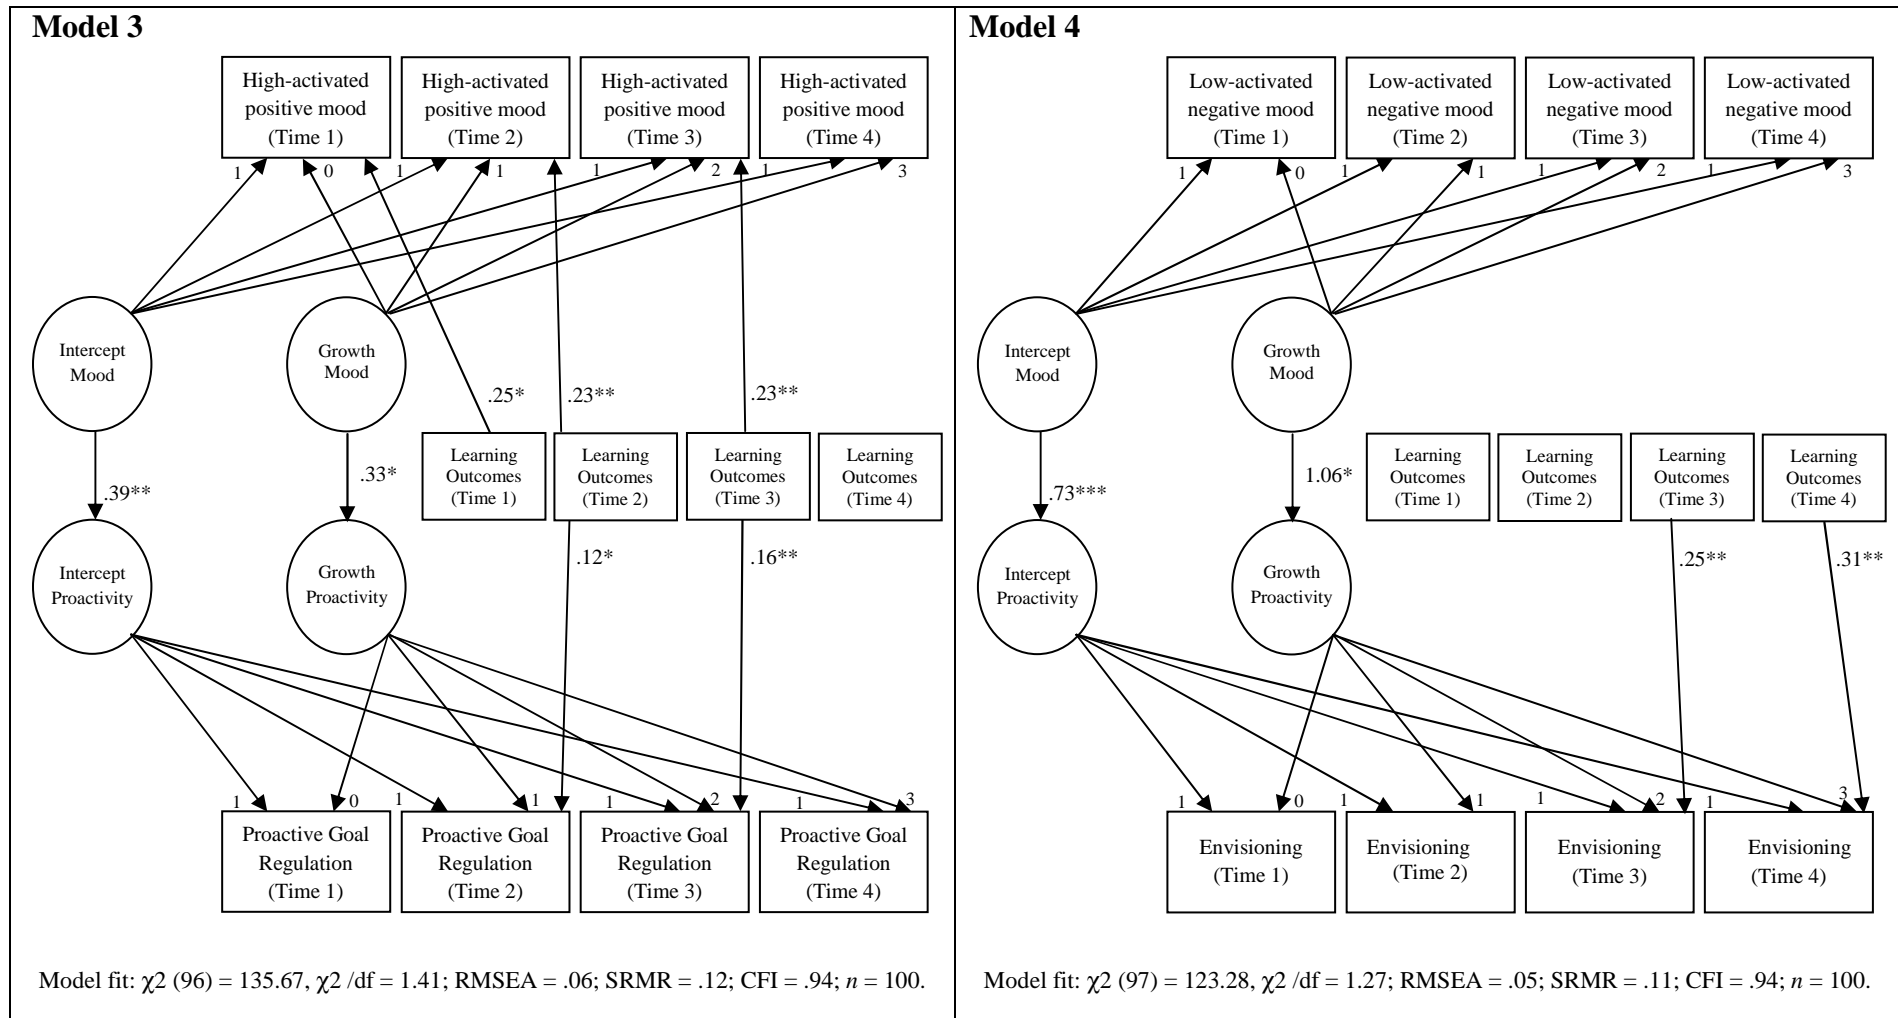 Model 3
High-activated
positive mood
(Time 1)
High-activated
positive mood
(Time 2)
High-activated
positive mood
(Time 3)
High-activated
positive mood
(Time 4)
1
0
1
1
1
2
1
3
Intercept
Mood
Growth
Mood
.25*
.23**
.23**
Learning
Outcomes
(Time 1)
Learning
Outcomes
(Time 2)
Learning
Outcomes
(Time 3)
Learning
Outcomes
(Time 4)
.39**
.33*
.12*
.16**
Intercept
Proactivity
Growth
Proactivity
1
0
1
1
1
2
1
3
Proactive Goal
Regulation
(Time 1)
Proactive Goal
Regulation
(Time 2)
Proactive Goal
Regulation
(Time 3)
Proactive Goal
Regulation
(Time 4)
Model fit: χ2 (96) = 135.67, χ2 /df = 1.41; RMSEA = .06; SRMR = .12; CFI = .94; n = 100.
Model 4
Low-activated
negative mood
(Time 1)
Low-activated
negative mood
(Time 2)
Low-activated
negative mood
(Time 3)
Low-activated
negative mood
(Time 4)
1
0
1
1
1
2
1
3
Intercept
Mood
Growth
Mood
Learning
Outcomes
(Time 1)
Learning
Outcomes
(Time 2)
Learning
Outcomes
(Time 3)
Learning
Outcomes
(Time 4)
.73***
1.06*
.25**
.31**
Intercept
Proactivity
Growth
Proactivity
1
0
1
1
1
2
1
3
Envisioning
(Time 1)
Envisioning
(Time 2)
Envisioning
(Time 3)
Envisioning
(Time 4)
Model fit: χ2 (97) = 123.28, χ2 /df = 1.27; RMSEA = .05; SRMR = .11; CFI = .94; n = 100.